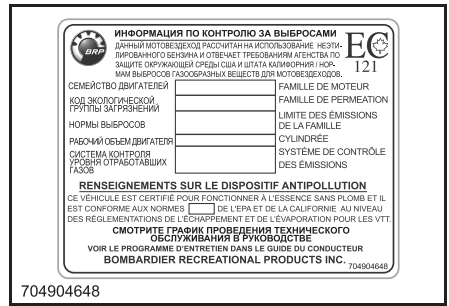 ИНФОРМАЦИЯ ПО КОНТРОЛЮ ЗА ВЫБРОСАМИ
BRP
ДАННЫЙ МОТОВЕЗДЕХОД РАССЧИТАН НА ИСПОЛЬЗОВАНИЕ НЕЭТИ-
ЛИРОВАННОГО БЕНЗИНА И ОТВЕЧАЕТ ТРЕБОВАНИЯМ АГЕНСТВА ПО
ЗАЩИТЕ ОКРУЖАЮЩЕЙ СРЕДЫ США И ШТАТА КАЛИФОРНИЯ / НОР-
МАМ ВЫБРОСОВ ГАЗООБРАЗНЫХ ВЕЩЕСТВ ДЛЯ МОТОВЕЗДЕХОДОВ.
EC
121
СЕМЕЙСТВО ДВИГАТЕЛЕЙ
FAMILLE DE MOTEUR
КОД ЭКОЛОГИЧЕСКОЙ
ГРУППЫ ЗАГРЯЗНЕНИЙ
FAMILLE DE PERMEATION
НОРМЫ ВЫБРОСОВ
LIMITE DES ÉMISSIONS
DE LA FAMILLE
РАБОЧИЙ ОБЪЕМ ДВИГАТЕЛЯ
CYLINDRÉE
СИСТЕМА КОНТРОЛЯ
УРОВНЯ ОТРАБОТАВШИХ
ГАЗОВ
SYSTÈME DE CONTRÔLE
DES ÉMISSIONS
RENSEIGNEMENTS SUR LE DISPOSITIF ANTIPOLLUTION
CE VÉHICULE EST CERTIFIÉ POUR FONCTIONNER À L'ESSENCE SANS PLOMB ET IL
EST CONFORME AUX NORMES DE L'EPA ET DE LA CALIFORNIE AU NIVEAU
DES RÉGLEMENTATIONS DE L'ÉCHAPPEMENT ET DE L'ÉVAPORATION POUR LES VTT.
СМОТРИТЕ ГРАФИК ПРОВЕДЕНИЯ ТЕХНИЧЕСКОГО
ОБСЛУЖИВАНИЯ В РУКОВОДСТВЕ
VOIR LE PROGRAMME D'ENTRETIEN DANS LE GUIDE DU CONDUCTEUR
BOMBARDIER RECREATIONAL PRODUCTS INC.
704904648
704904648